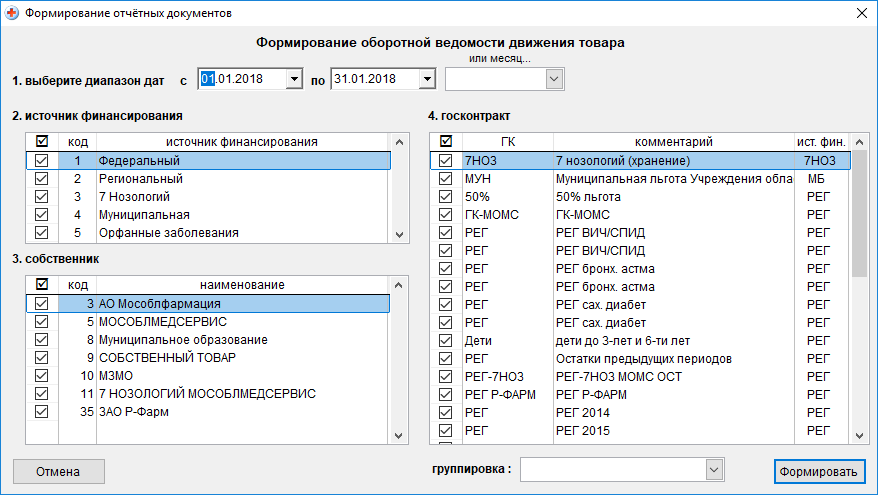 Формирование отчётных документов
Формирование оборотной ведомости движения товара
или месяц...
1. выберите диапазон дат с 01.01.2018 по 31.01.2018
2. источник финансирования
код источник финансирования
1 Федеральный
2 Региональный
3 7 Нозологий
4 Муниципальная
5 Орфанные заболевания
3. собственник
код наименование
3 АО Мособлфармация
5 МОСОБЛМЕДСЕРВИС
8 Муниципальное образование
9 СОБСТВЕННЫЙ ТОВАР
10 МЗМО
11 7 НОЗОЛОГИЙ МОСОБЛМЕДСЕРВИС
35 ЗАО Р-Фарм
4. госконтракт
ГК комментарий ист. фин.
7НОЗ 7 нозологий (хранение) 7НОЗ
МУН Муниципальная льгота Учреждения обла МБ
50% 50% льгота РЕГ
ГК-МОМС ГК-МОМС РЕГ
РЕГ РЕГ ВИЧ/СПИД РЕГ
РЕГ РЕГ ВИЧ/СПИД РЕГ
РЕГ РЕГ бронх. астма РЕГ
РЕГ РЕГ бронх. астма РЕГ
РЕГ РЕГ сах. диабет РЕГ
РЕГ РЕГ сах. диабет РЕГ
Дети дети до 3-лет и 6-ти лет РЕГ
РЕГ Остатки предыдущих периодов РЕГ
РЕГ-7НОЗ РЕГ-7НОЗ МОМС ОСТ РЕГ
РЕГ Р-ФАРМ РЕГ Р-ФАРМ РЕГ
РЕГ РЕГ 2014 РЕГ
РЕГ РЕГ 2015 РЕГ
Отмена
группировка :
Формировать